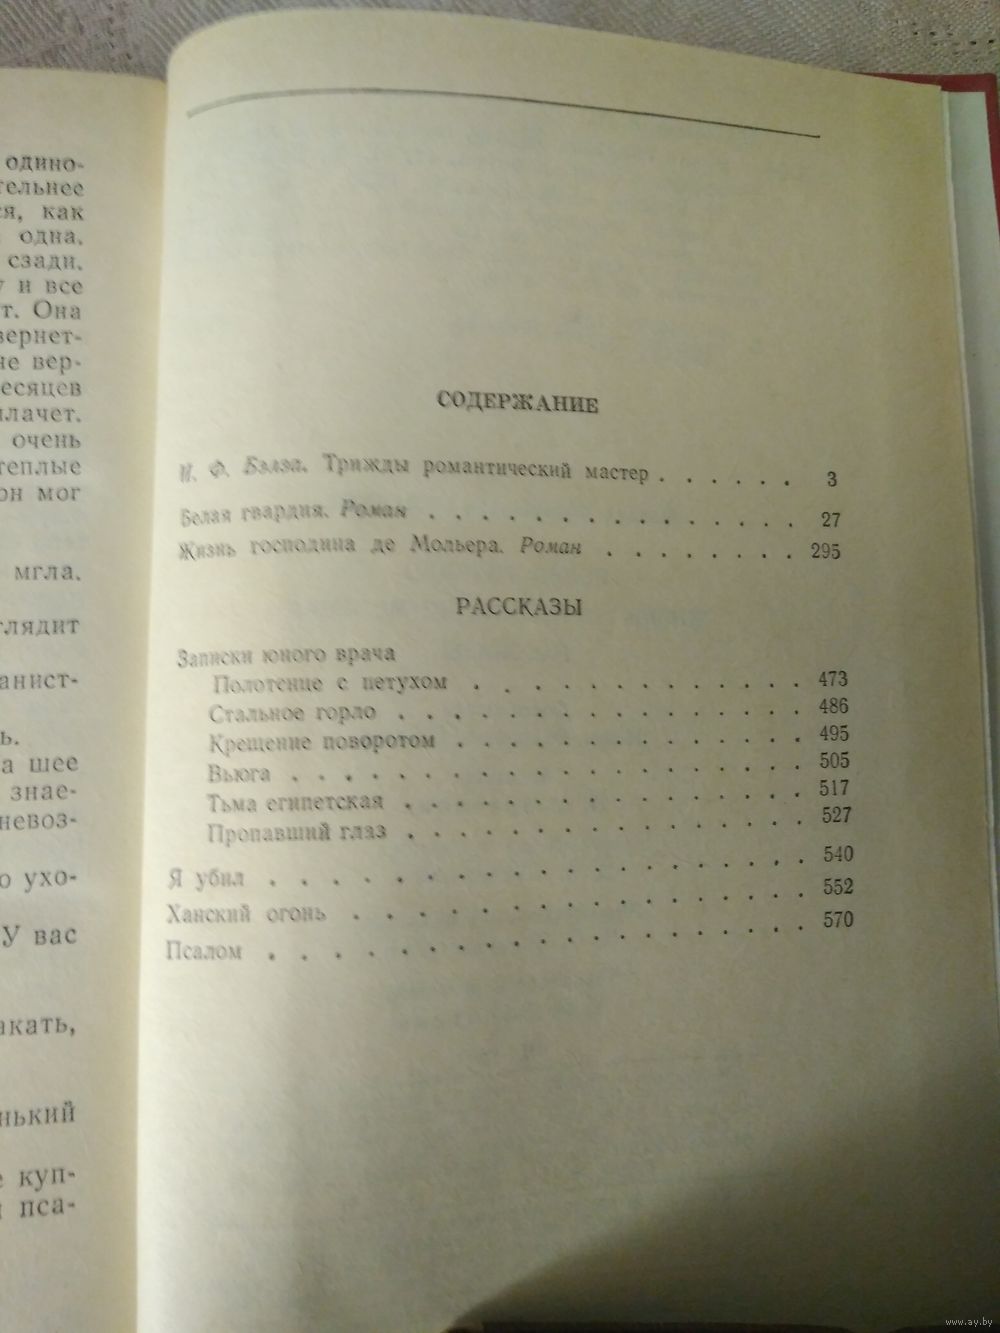 одино-
тельнее
ся, как
одна.
сзади.
у и все
т. Она
вернет-
не вер-
есяцев
плачет.
очень
теплые
он мог
мгла.
глядит
анист-
ь.
а шее
знае-
невоз-
о ухо-
У вас
акать,
нький
е куп-
и пса-
СОДЕРЖАНИЕ
И. Ф. Бэлза. Трижды романтический мастер . . . . . . 3
Белая гвардия. Роман . . . . . . . . . . . . . . 27
Жизнь господина де Мольера. Роман . . . . . . . . 295
РАССКАЗЫ
Записки юного врача
Полотенце с петухом . . . . . . . . . . . . 473
Стальное горло . . . . . . . . . . . . . . . 486
Крещение поворотом . . . . . . . . . . . . . 495
Вьюга . . . . . . . . . . . . . . . . . . . 505
Тьма египетская . . . . . . . . . . . . . . . 517
Пропавший глаз . . . . . . . . . . . . . . . 527
Я убил . . . . . . . . . . . . . . . . . 540
Ханский огонь . . . . . . . . . . . . . . . 552
Псалом . . . . . . . . . . . . . . . . . 570
www.ay.by